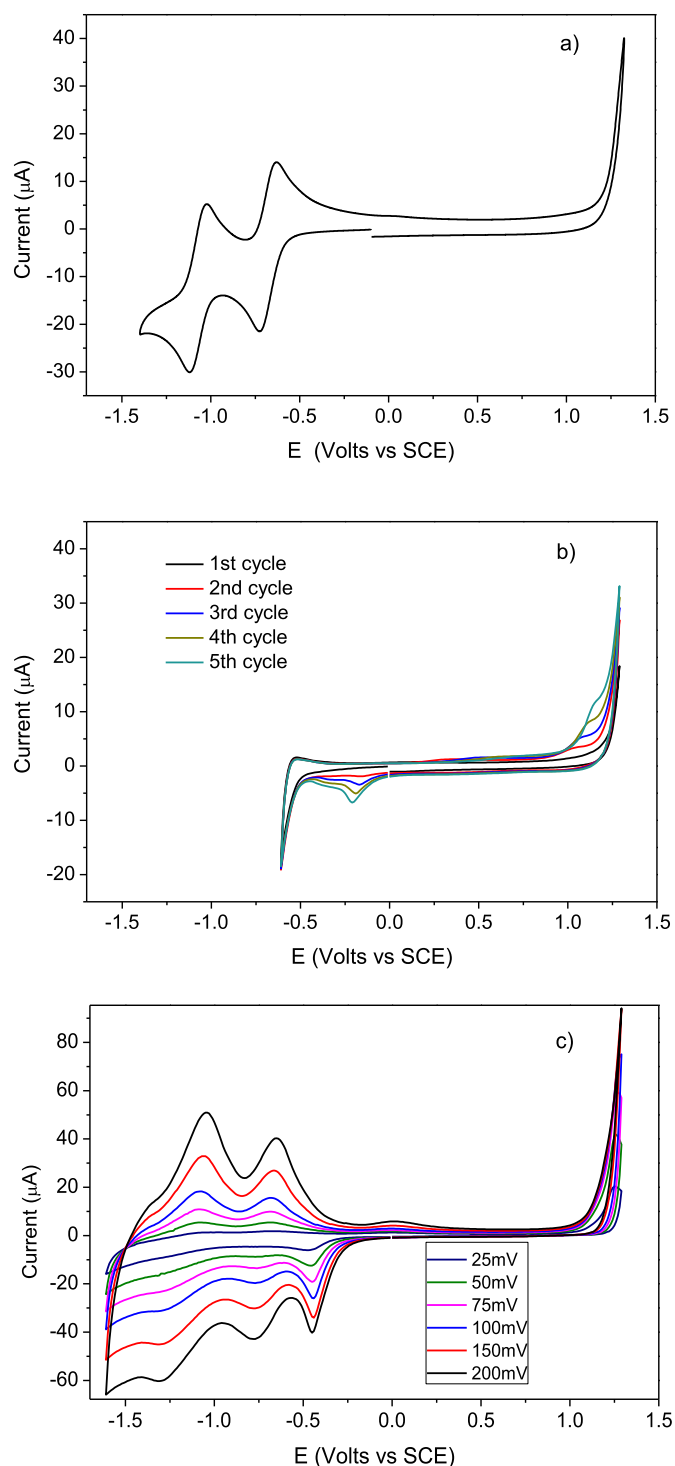 a)
40
30
20
10
0
-10
-20
-30
Current (μA)
-1.5 -1.0 -0.5 0.0 0.5 1.0 1.5
E (Volts vs SCE)
b)
1st cycle
2nd cycle
3rd cycle
4th cycle
5th cycle
40
30
20
10
0
-10
-20
Current (μA)
-1.5 -1.0 -0.5 0.0 0.5 1.0 1.5
E (Volts vs SCE)
c)
80
60
40
20
0
-20
-40
-60
Current (μA)
25mV
50mV
75mV
100mV
150mV
200mV
-1.5 -1.0 -0.5 0.0 0.5 1.0 1.5
E (Volts vs SCE)